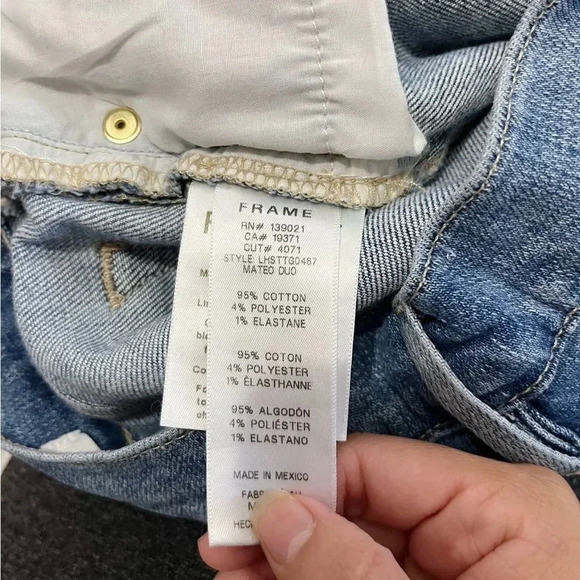 FRAME
RN# 139021
CA# 19371
CUT# 4071
STYLE: LHSTTG0467
MATEO DUO
95% COTTON
4% POLYESTER
1% ELASTANE
95% COTON
4% POLYESTER
1% ÉLASTHANNE
95% ALGODÓN
4% POLIÉSTER
1% ELASTANO
MADE IN MEXICO